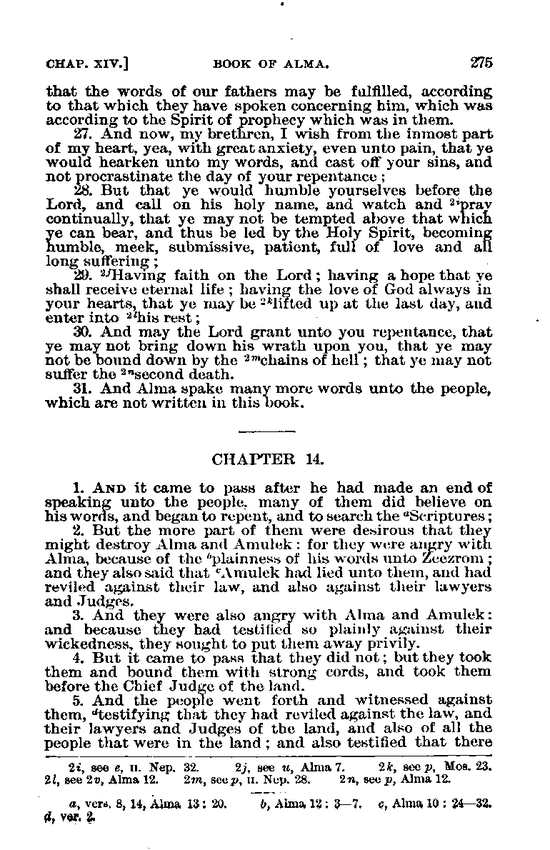 CHAP. XIV.] BOOK OF ALMA. 275
that the words of our fathers may be fulfilled, according
to that which they have spoken concerning him, which was
according to the Spirit of prophecy which was in them.
27. And now, my brethren, I wish from the inmost part
of my heart, yea, with great anxiety, even unto pain, that ye
would hearken unto my words, and cast off your sins, and
not procrastinate the day of your repentance ;
28. But that ye would humble yourselves before the
Lord, and call on his holy name, and watch and ²ⁱpray
continually, that ye may not be tempted above that which
ye can bear, and thus be led by the Holy Spirit, becoming
humble, meek, submissive, patient, full of love and all
long suffering ;
29. ²ʲHaving faith on the Lord ; having a hope that ye
shall receive eternal life ; having the love of God always in
your hearts, that ye may be ²ᵏlifted up at the last day, and
enter into ²ˡhis rest ;
30. And may the Lord grant unto you repentance, that
ye may not bring down his wrath upon you, that ye may
not be bound down by the ²ᵐchains of hell ; that ye may not
suffer the ²ⁿsecond death.
31. And Alma spake many more words unto the people,
which are not written in this book.
CHAPTER 14.
1. AND it came to pass after he had made an end of
speaking unto the people, many of them did believe on
his words, and began to repent, and to search the ᵃScriptures ;
2. But the more part of them were desirous that they
might destroy Alma and Amulek : for they were angry with
Alma, because of the ᵇplainness of his words unto Zeezrom ;
and they also said that ᶜAmulek had lied unto them, and had
reviled against their law, and also against their lawyers
and Judges.
3. And they were also angry with Alma and Amulek:
and because they had testified so plainly against their
wickedness, they sought to put them away privily.
4. But it came to pass that they did not ; but they took
them and bound them with strong cords, and took them
before the Chief Judge of the land.
5. And the people went forth and witnessed against
them, ᵈtestifying that they had reviled against the law, and
their lawyers and Judges of the land, and also of all the
people that were in the land ; and also testified that there
2i, see e, II. Nep. 32. 2j, see u, Alma 7. 2k, see p, Mos. 23.
2l, see 2v, Alma 12. 2m, see p, II. Nep. 28. 2n, see p, Alma 12.
a, vers. 8, 14, Alma 13 : 20. b, Alma 12 : 3—7. c, Alma 10 : 24—32.
d, ver. 2.